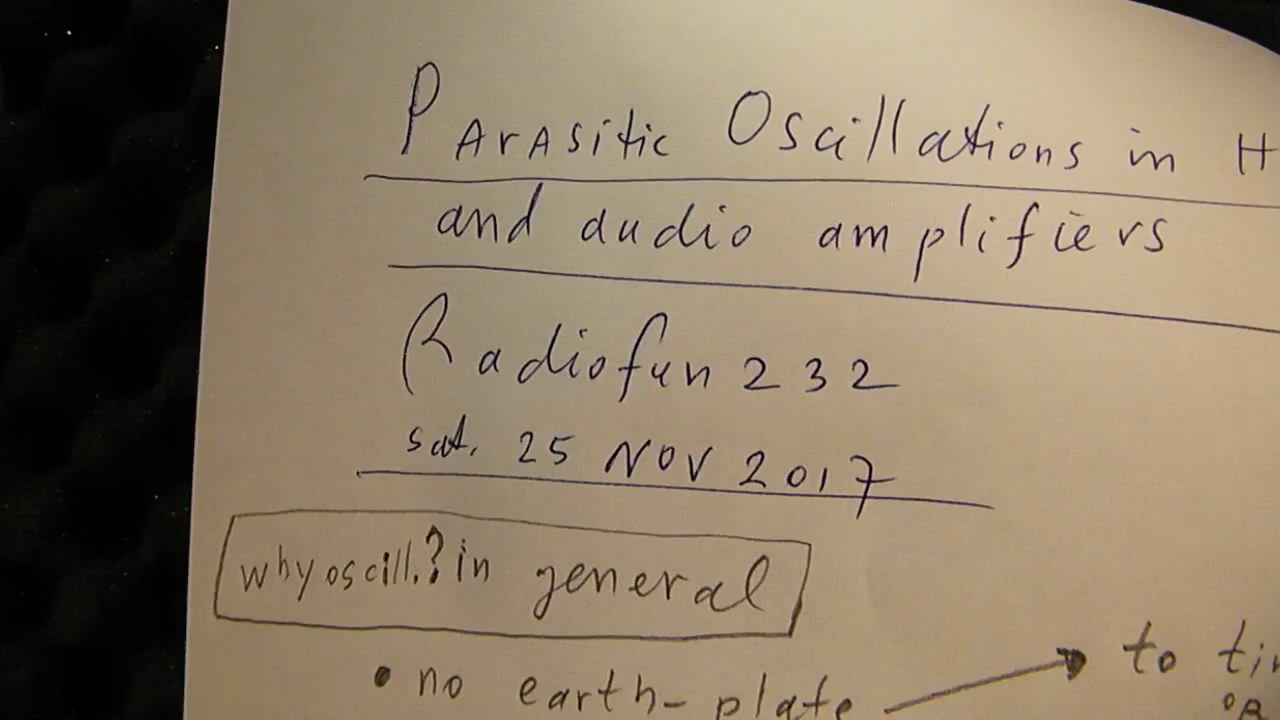 Parasitic Oscillations in H
and audio amplifiers
Radiofun 232
sat. 25 NOV 2017
why oscill.? in general
• no earth-plate → to